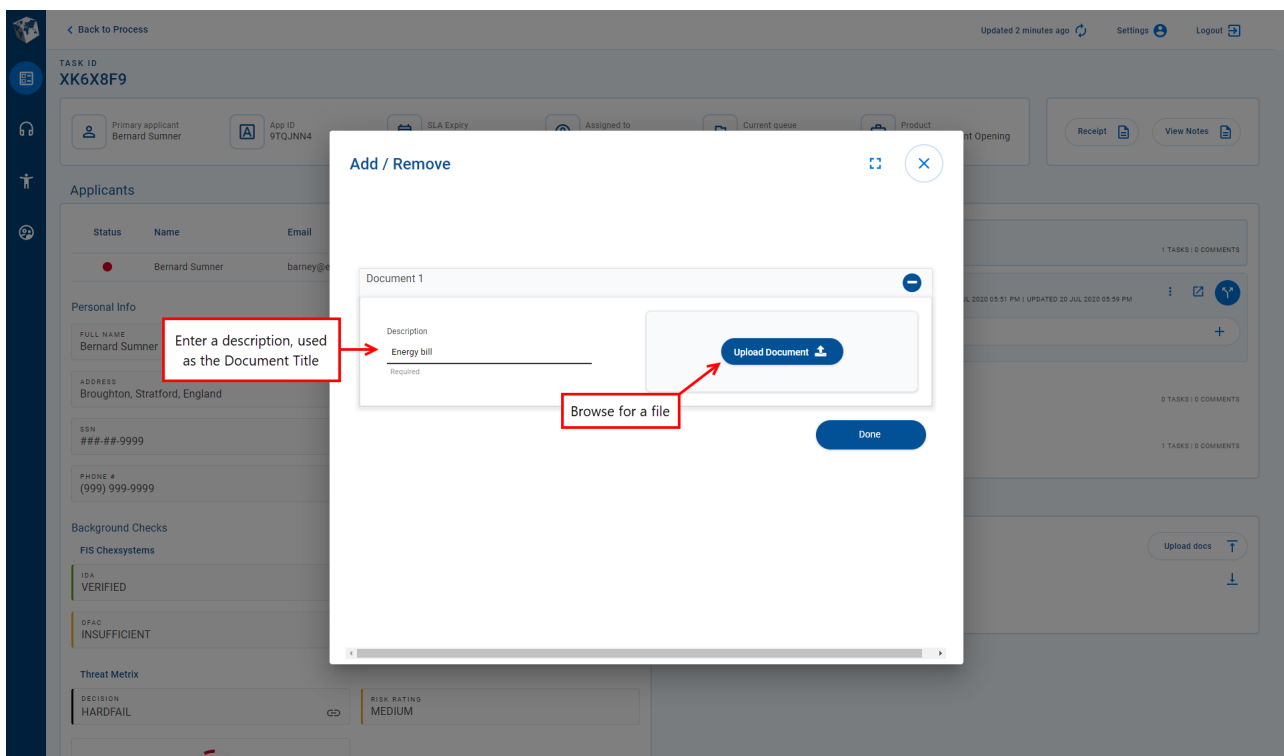 Back to Process
Updated 2 minutes ago
Settings
Logout
TASK ID
XK6X8F9
Primary applicant
Bernard Sumner
App ID
9TQJNN4
SLA Expiry
Assigned to
Current queue
Product
nt Opening
Receipt
View Notes
Applicants
Status Name Email
Bernard Sumner barney@e
Personal Info
FULL NAME
Bernard Sumner
ADDRESS
Broughton, Stratford, England
SSN
###-##-9999
PHONE #
(999) 999-9999
Background Checks
FIS Chexsystems
IDA
VERIFIED
OFAC
INSUFFICIENT
Threat Metrix
DECISION
HARDFAIL
RISK RATING
MEDIUM
Add / Remove
Document 1
Description
Energy bill
Required
Upload Document
Done
Enter a description, used
as the Document Title
Browse for a file
1 TASKS | 0 COMMENTS
JL 2020 05:51 PM | UPDATED 20 JUL 2020 05:59 PM
0 TASKS | 0 COMMENTS
1 TASKS | 0 COMMENTS
Upload docs